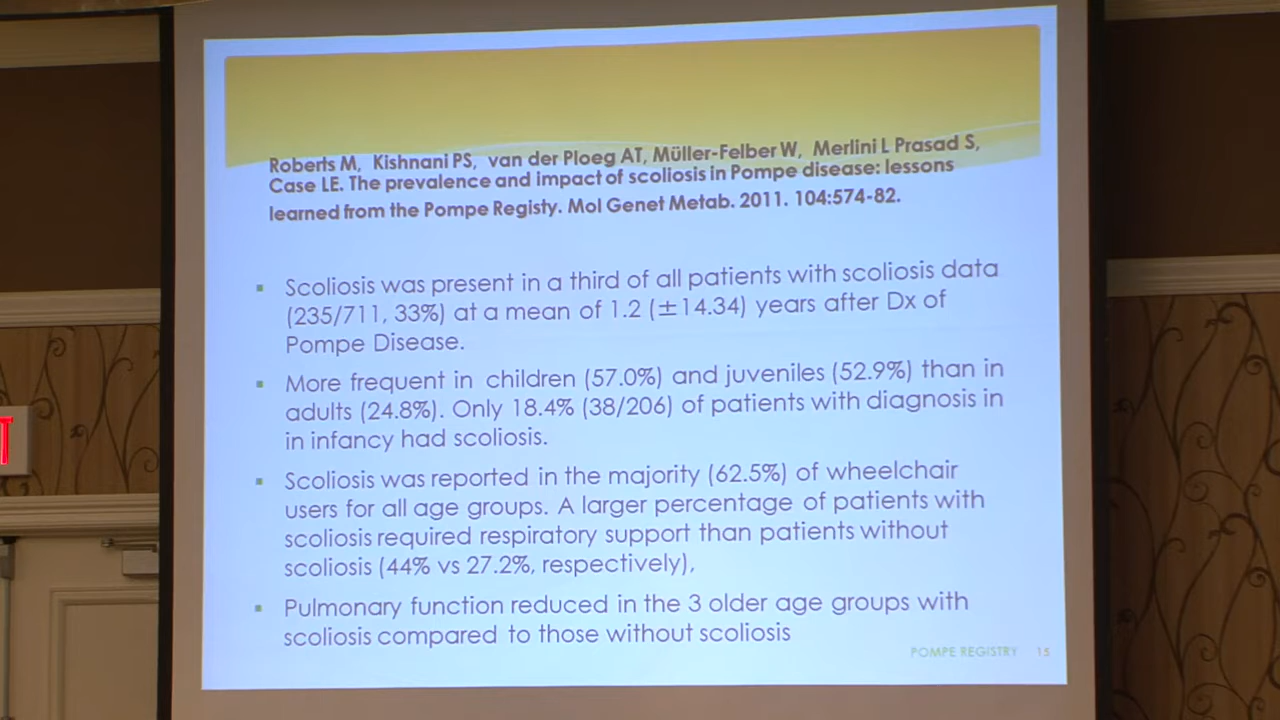 Roberts M, Kishnani PS, van der Ploeg AT, Müller-Felber W, Merlini L Prasad S,
Case LE. The prevalence and impact of scoliosis in Pompe disease: lessons
learned from the Pompe Registy. Mol Genet Metab. 2011. 104:574-82.
▪ Scoliosis was present in a third of all patients with scoliosis data
(235/711, 33%) at a mean of 1.2 (±14.34) years after Dx of
Pompe Disease.
▪ More frequent in children (57.0%) and juveniles (52.9%) than in
adults (24.8%). Only 18.4% (38/206) of patients with diagnosis in
in infancy had scoliosis.
▪ Scoliosis was reported in the majority (62.5%) of wheelchair
users for all age groups. A larger percentage of patients with
scoliosis required respiratory support than patients without
scoliosis (44% vs 27.2%, respectively),
▪ Pulmonary function reduced in the 3 older age groups with
scoliosis compared to those without scoliosis
POMPE REGISTRY 15
T